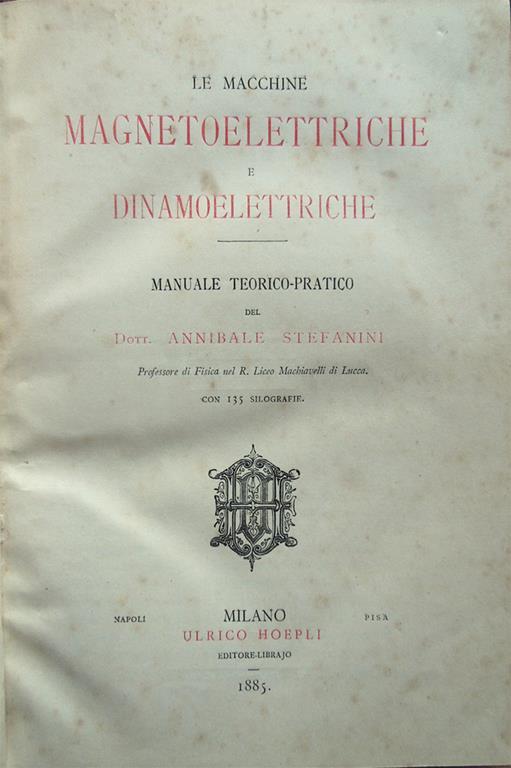 LE MACCHINE
MAGNETOELETTRICHE
E
DINAMOELETTRICHE
MANUALE TEORICO-PRATICO
DEL
DOTT. ANNIBALE STEFANINI
Professore di Fisica nel R. Liceo Machiavelli di Lucca.
CON 135 SILOGRAFIE.
NAPOLI MILANO PISA
ULRICO HOEPLI
EDITORE-LIBRAJO
1885.